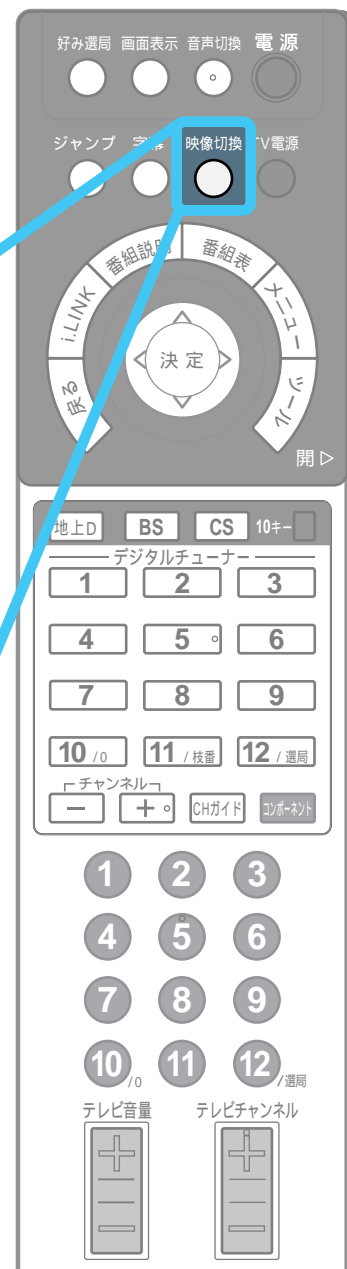 好み選局 画面表示 音声切換 電源
ジャンプ 字幕 映像切換 TV電源
i.LINK 番組説明 番組表 メニュー
戻る 決定 ツール
開
地上D BS CS 10キー
デジタルチューナー
1 2 3
4 5 6
7 8 9
10 /0 11 /枝番 12 /選局
チャンネル
− + CHガイド コンポーネント
1 2 3
4 5 6
7 8 9
10 /0 11 12 /選局
テレビ音量 テレビチャンネル
+ +
− −